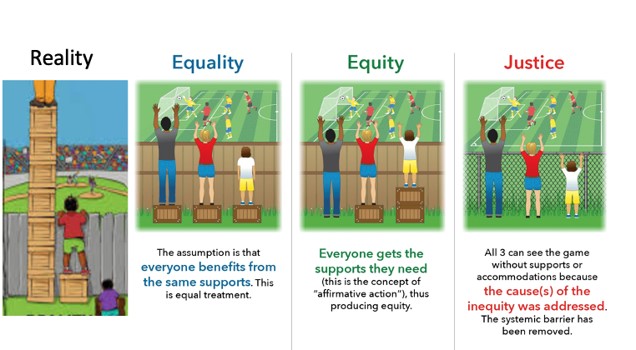 Reality
Equality
Equity
Justice
The assumption is that
everyone benefits from
the same supports. This
is equal treatment.
Everyone gets the
supports they need
(this is the concept of
"affirmative action"), thus
producing equity.
All 3 can see the game
without supports or
accommodations because
the cause(s) of the
inequity was addressed.
The systemic barrier has
been removed.